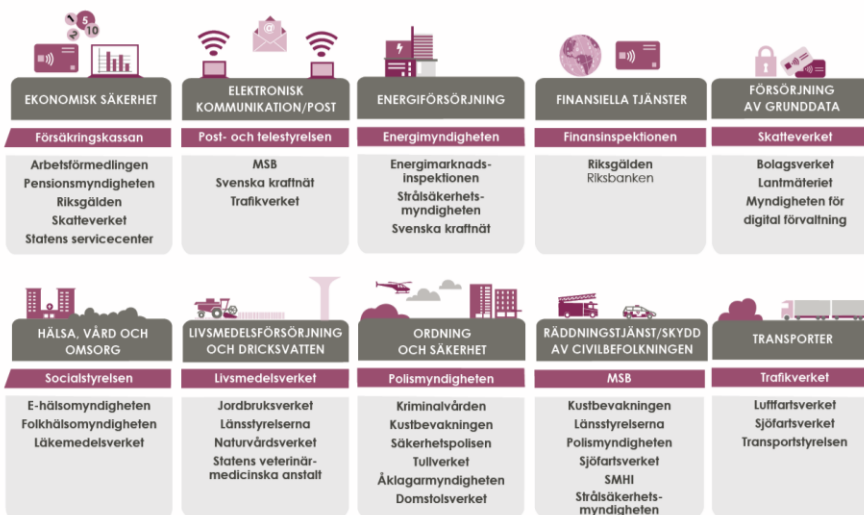 1
5
2
10
@
EKONOMISK SÄKERHET
Försäkringskassan
Arbetsförmedlingen
Pensionsmyndigheten
Riksgälden
Skatteverket
Statens servicecenter
ELEKTRONISK
KOMMUNIKATION/POST
Post- och telestyrelsen
MSB
Svenska kraftnät
Trafikverket
ENERGIFÖRSÖRJNING
Energimyndigheten
Energimarknads-
inspektionen
Strålsäkerhets-
myndigheten
Svenska kraftnät
FINANSIELLA TJÄNSTER
Finansinspektionen
Riksgälden
Riksbanken
FÖRSÖRJNING
AV GRUNDDATA
Skatteverket
Bolagsverket
Lantmäteriet
Myndigheten för
digital förvaltning
HÄLSA, VÅRD OCH
OMSORG
Socialstyrelsen
E-hälsomyndigheten
Folkhälsomyndigheten
Läkemedelsverket
LIVSMEDELSFÖRSÖRJNING
OCH DRICKSVATTEN
Livsmedelsverket
Jordbruksverket
Länsstyrelserna
Naturvårdsverket
Statens veterinär-
medicinska anstalt
ORDNING
OCH SÄKERHET
Polismyndigheten
Kriminalvården
Kustbevakningen
Säkerhetspolisen
Tullverket
Åklagarmyndigheten
Domstolsverket
RÄDDNINGSTJÄNST/SKYDD
AV CIVILBEFOLKNINGEN
MSB
Kustbevakningen
Länsstyrelserna
Polismyndigheten
Sjöfartsverket
SMHI
Strålsäkerhets-
myndigheten
TRANSPORTER
Trafikverket
Luftfartsverket
Sjöfartsverket
Transportstyrelsen